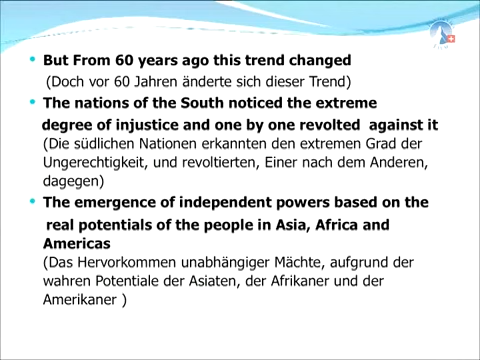 But From 60 years ago this trend changed
(Doch vor 60 Jahren änderte sich dieser Trend)
The nations of the South noticed the extreme
degree of injustice and one by one revolted against it
(Die südlichen Nationen erkannten den extremen Grad der
Ungerechtigkeit, und revoltierten, Einer nach dem Anderen,
dagegen)
The emergence of independent powers based on the
real potentials of the people in Asia, Africa and
Americas
(Das Hervorkommen unabhängiger Mächte, aufgrund der
wahren Potentiale der Asiaten, der Afrikaner und der
Amerikaner )